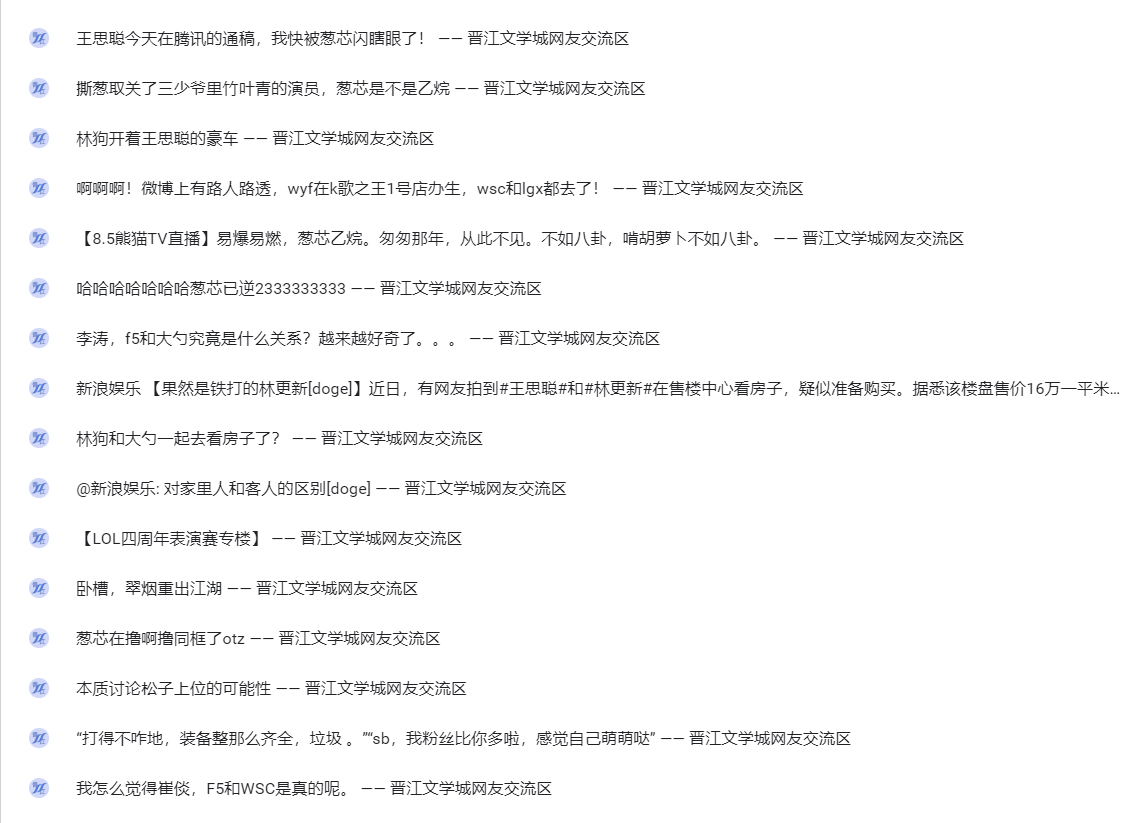 王思聪今天在腾讯的通稿，我快被葱芯闪瞎眼了！ —— 晋江文学城网友交流区
撕葱取关了三少爷里竹叶青的演员，葱芯是不是乙烷 —— 晋江文学城网友交流区
林狗开着王思聪的豪车 —— 晋江文学城网友交流区
啊啊啊！微博上有路人路透，wyf在k歌之王1号店办生，wsc和lgx都去了！ —— 晋江文学城网友交流区
【8.5熊猫TV直播】易爆易燃，葱芯乙烷。匆匆那年，从此不见。不如八卦，啃胡萝卜不如八卦。 —— 晋江文学城网友交流区
哈哈哈哈哈哈哈葱芯已逆2333333333 —— 晋江文学城网友交流区
李涛，f5和大勺究竟是什么关系？越来越好奇了。。。 —— 晋江文学城网友交流区
新浪娱乐 【果然是铁打的林更新[doge]】近日，有网友拍到#王思聪#和#林更新#在售楼中心看房子，疑似准备购买。据悉该楼盘售价16万一平米...
林狗和大勺一起去看房子了？ —— 晋江文学城网友交流区
@新浪娱乐: 对家里人和客人的区别[doge] —— 晋江文学城网友交流区
【LOL四周年表演赛专楼】 —— 晋江文学城网友交流区
卧槽，翠烟重出江湖 —— 晋江文学城网友交流区
葱芯在撸啊撸同框了otz —— 晋江文学城网友交流区
本质讨论松子上位的可能性 —— 晋江文学城网友交流区
“打得不咋地，装备整那么齐全，垃圾 。”“sb，我粉丝比你多啦，感觉自己萌萌哒” —— 晋江文学城网友交流区
我怎么觉得崔倓，F5和WSC是真的呢。 —— 晋江文学城网友交流区